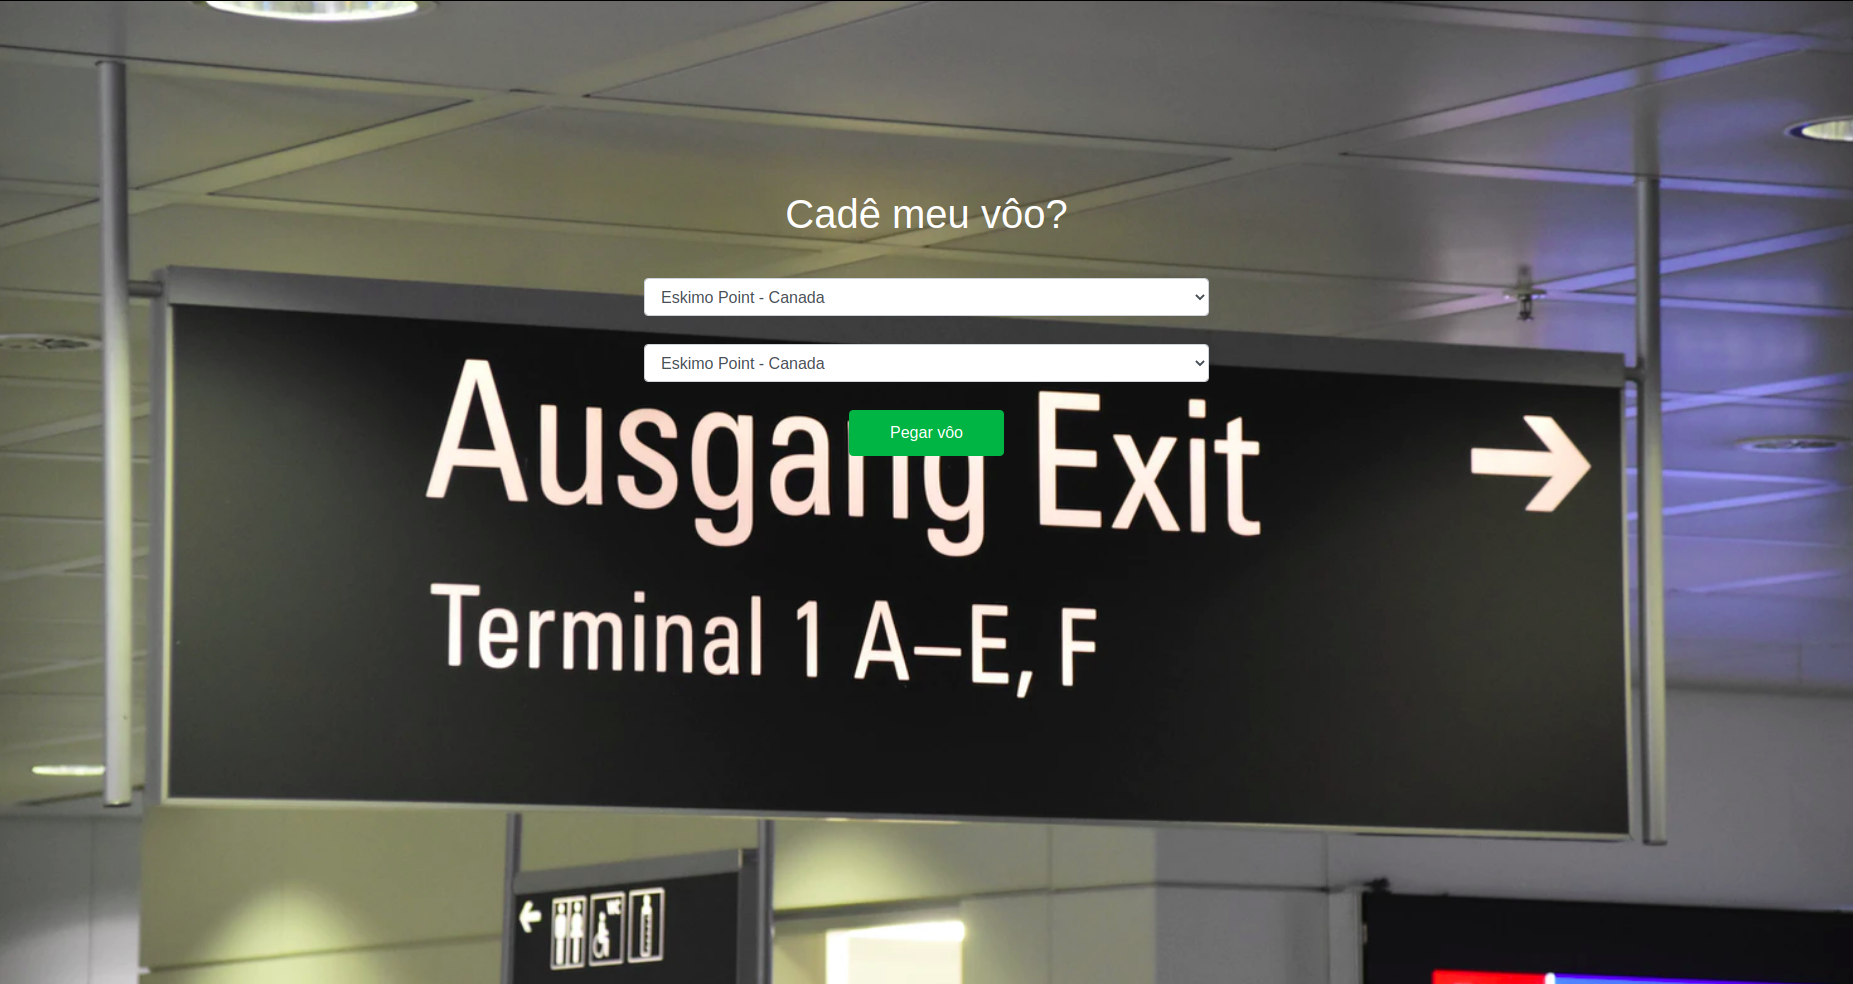 Cadê meu vôo?
Eskimo Point - Canada
Eskimo Point - Canada
Pegar vôo
Ausgang Exit
Terminal 1 A–E, F
WC